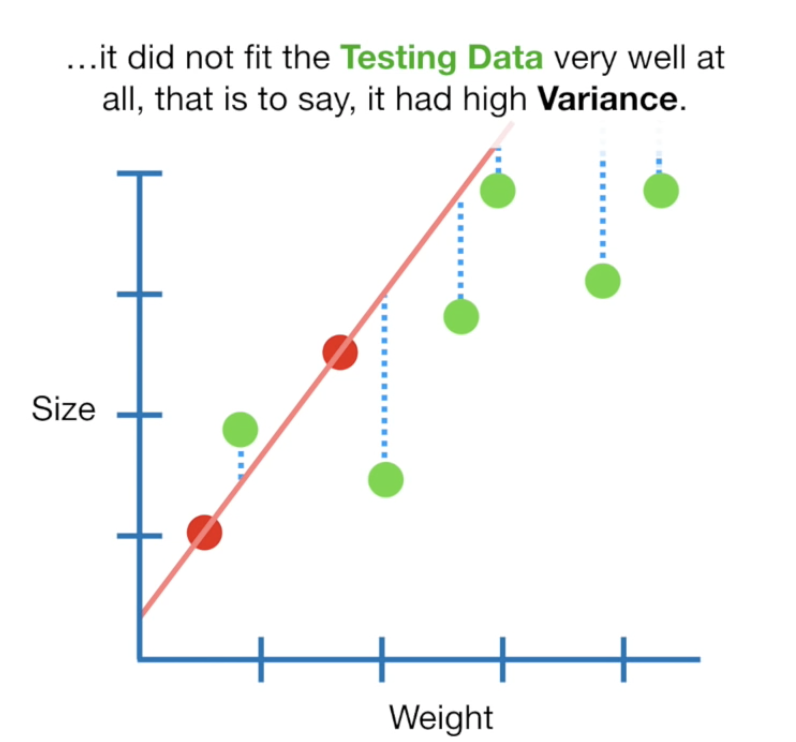 ...it did not fit the Testing Data very well at
all, that is to say, it had high Variance.
Size
Weight